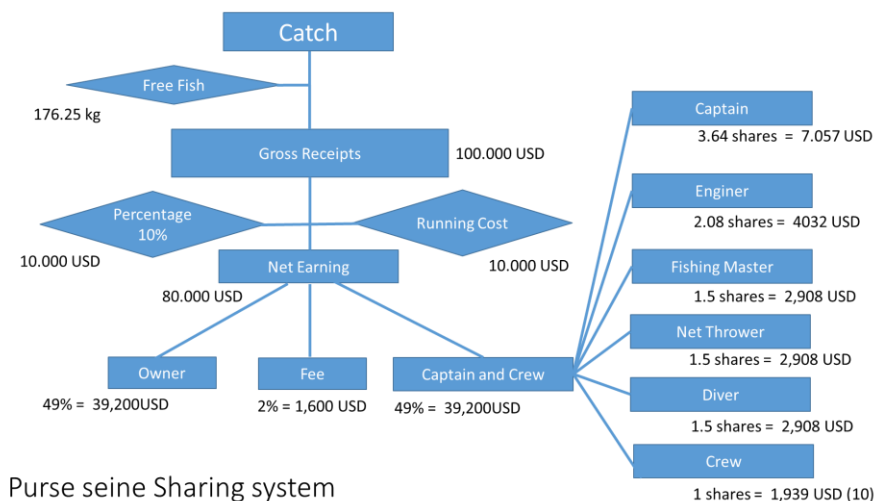 Catch
Free Fish
176.25 kg
Gross Receipts
100.000 USD
Percentage
10%
10.000 USD
Running Cost
10.000 USD
Net Earning
80.000 USD
Owner
49% = 39,200USD
Fee
2% = 1,600 USD
Captain and Crew
49% = 39,200USD
Captain
3.64 shares = 7.057 USD
Enginer
2.08 shares = 4032 USD
Fishing Master
1.5 shares = 2,908 USD
Net Thrower
1.5 shares = 2,908 USD
Diver
1.5 shares = 2,908 USD
Crew
1 shares = 1,939 USD (10)
Purse seine Sharing system